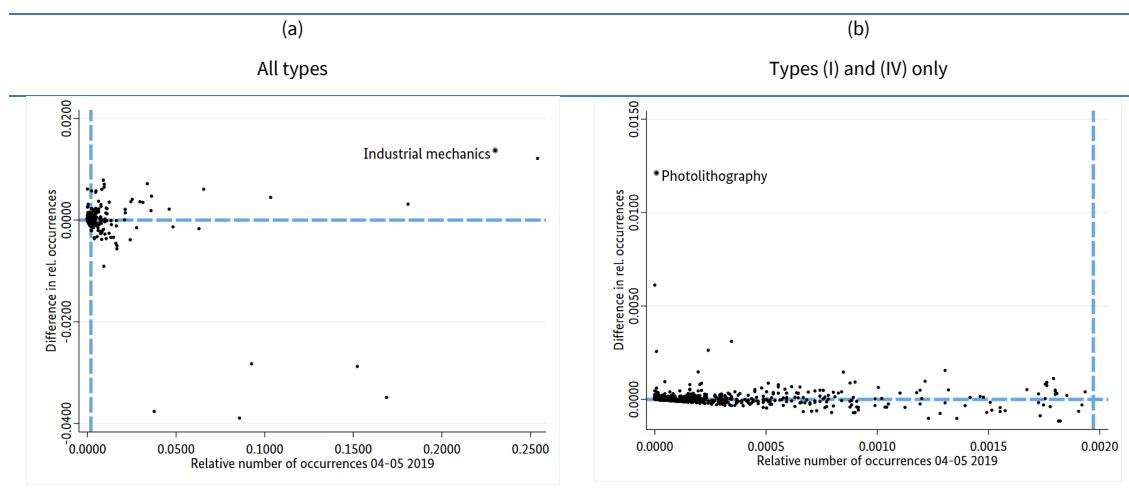 (a)
(b)
All types
Types (I) and (IV) only
Difference in rel. occurrences
0.0200
0.0000
-0.0200
-0.0400
Industrial mechanics
0.0000 0.0500 0.1000 0.1500 0.2000 0.2500
Relative number of occurrences 04-05 2019
Difference in rel. occurrences
0.0150
0.0100
0.0050
0.0000
Photolithography
0.0000 0.0005 0.0010 0.0015 0.0020
Relative number of occurrences 04-05 2019